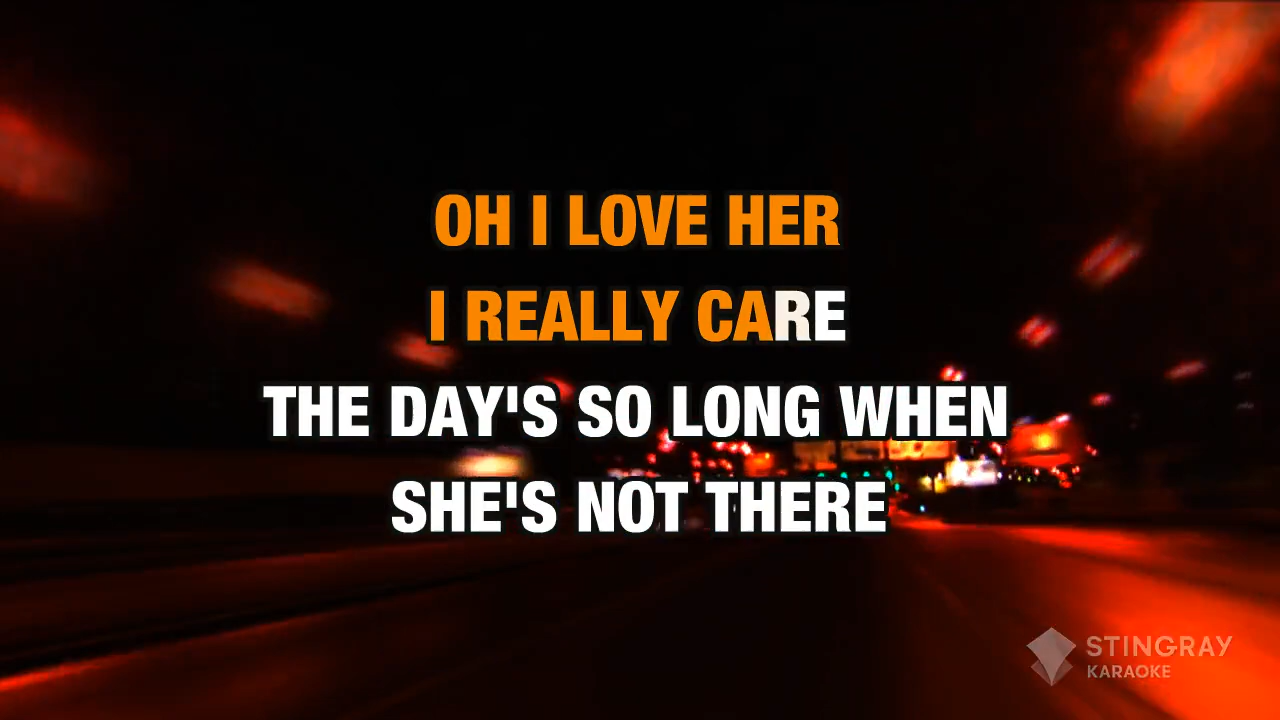 OH I LOVE HER
I REALLY CARE
THE DAY'S SO LONG WHEN
SHE'S NOT THERE
STINGRAY
KARAOKE